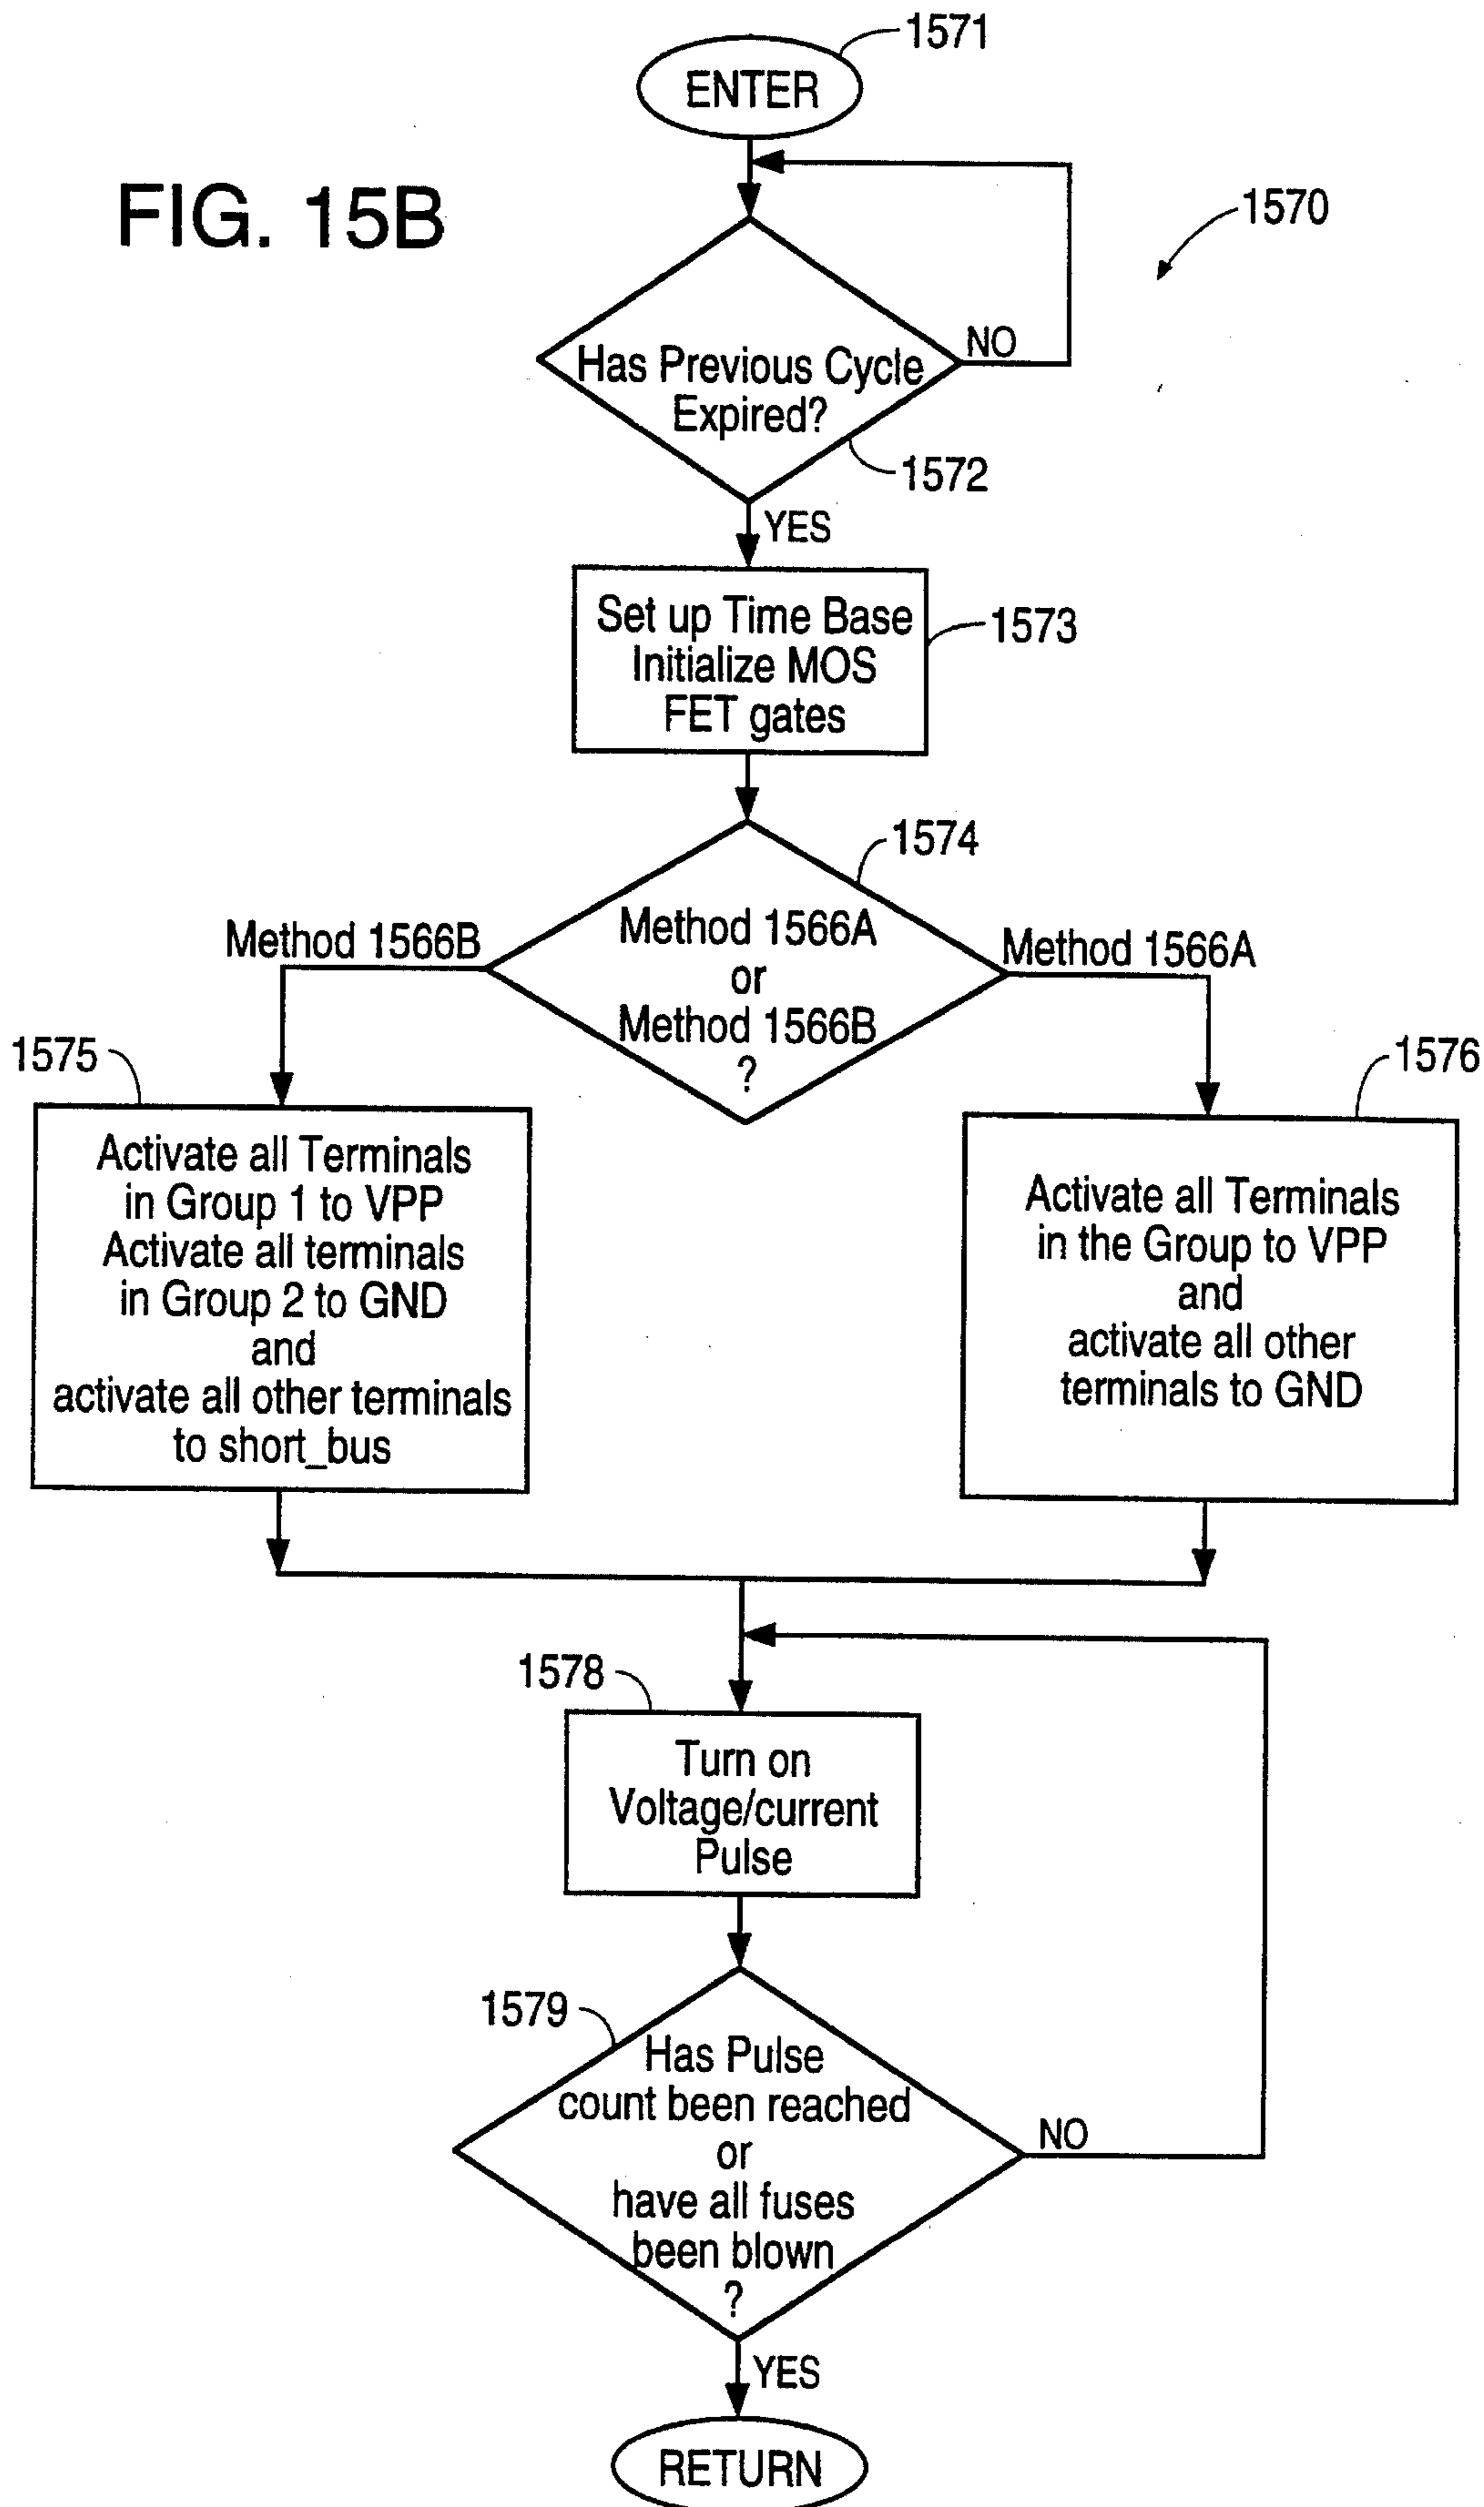 1571
ENTER
FIG. 15B
1570
NO
Has Previous Cycle
Expired?
1572
YES
Set up Time Base
Initialize MOS
FET gates
1573
1574
Method 1566B
Method 1566A
or
Method 1566B
?
Method 1566A
1575
1576
Activate all Terminals
in Group 1 to VPP
Activate all terminals
in Group 2 to GND
and
activate all other terminals
to short_bus
Activate all Terminals
in the Group to VPP
and
activate all other
terminals to GND
1578
Turn on
Voltage/current
Pulse
1579
Has Pulse
count been reached
or
have all fuses
been blown
?
NO
YES
RETURN